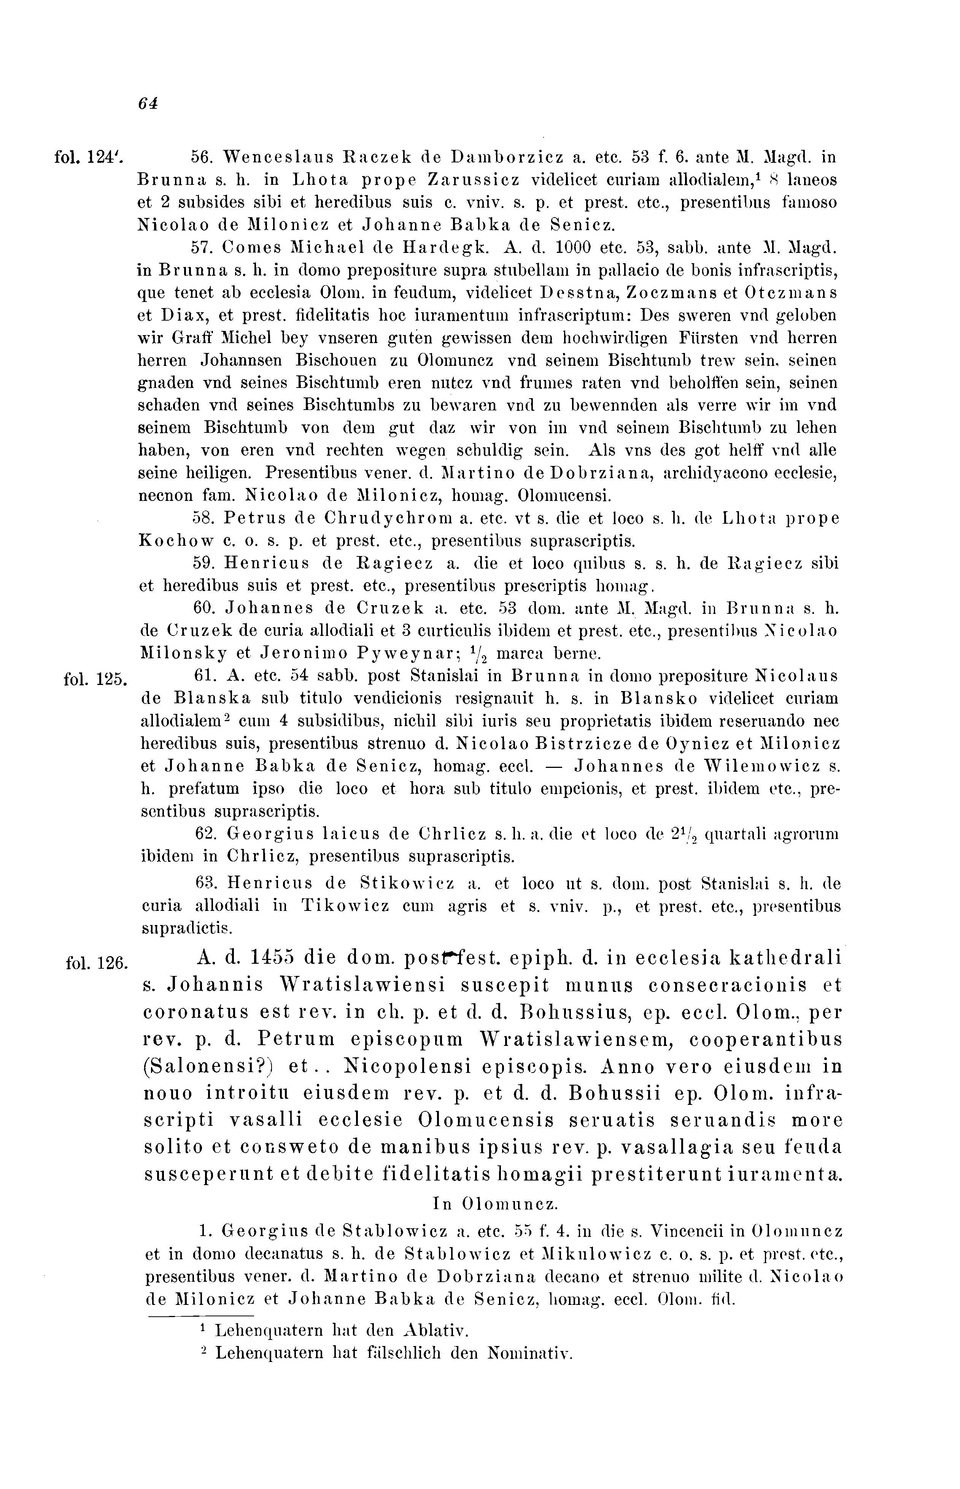 64
fol. 124'. 56. Wenceslaus Raczek de Damborzicz a. etc. 53 f. 6. ante M. Magd. in
Brunna s. h. in Lhota prope Zarussicz videlicet curiam allodialem,¹ 8 laneos
et 2 subsides sibi et heredibus suis c. vniv. s. p. et prest. etc., presentibus famoso
Nicolao de Milonicz et Johanne Babka de Senicz.
57. Comes Michael de Hardegk. A. d. 1000 etc. 53, sabb. ante M. Magd.
in Brunna s. h. in domo prepositure supra stubellam in pallacio de bonis infrascriptis,
que tenet ab ecclesia Olom. in feudum, videlicet Desstna, Zoczmans et Otczmans
et Diax, et prest. fidelitatis hoc iuramentum infrascriptum: Des sweren vnd geloben
wir Graff Michel bey vnseren guten gewissen dem hochwirdigen Fürsten vnd herren
herren Johannsen Bischouen zu Olomuncz vnd seinem Bischtumb trew sein, seinen
gnaden vnd seines Bischtumb eren nutcz vnd frumes raten vnd beholffen sein, seinen
schaden vnd seines Bischtumbs zu bewaren vnd zu bewennden als verre wir im vnd
seinem Bischtumb von dem gut daz wir von im vnd seinem Bischtumb zu lehen
haben, von eren vnd rechten wegen schuldig sein. Als vns des got helff vnd alle
seine heiligen. Presentibus vener. d. Martino de Dobrziana, archidyacono ecclesie,
necnon fam. Nicolao de Milonicz, homag. Olomucensi.
58. Petrus de Chrudychrom a. etc. vt s. die et loco s. h. de Lhota prope
Kochow c. o. s. p. et prest. etc., presentibus suprascriptis.
59. Henricus de Ragiecz a. die et loco quibus s. s. h. de Ragiecz sibi
et heredibus suis et prest. etc., presentibus prescriptis homag.
60. Johannes de Cruzek a. etc. 53 dom. ante M. Magd. in Brunna s. h.
de Cruzek de curia allodiali et 3 curticulis ibidem et prest. etc., presentibus Nicolao
Milonsky et Jeronimo Pyweynar; ½ marca berne.
fol. 125. 61. A. etc. 54 sabb. post Stanislai in Brunna in domo prepositure Nicolaus
de Blanska sub titulo vendicionis resignauit h. s. in Blansko videlicet curiam
allodialem² cum 4 subsidibus, nichil sibi iuris seu proprietatis ibidem reseruando nec
heredibus suis, presentibus strenuo d. Nicolao Bistrzicze de Oynicz et Milonicz
et Johanne Babka de Senicz, homag. eccl. — Johannes de Wilemowicz s.
h. prefatum ipso die loco et hora sub titulo empcionis, et prest. ibidem etc., pre-
sentibus suprascriptis.
62. Georgius laicus de Chrlicz s. h. a. die et loco de 2½ quartali agrorum
ibidem in Chrlicz, presentibus suprascriptis.
63. Henricus de Stikowicz a. et loco ut s. dom. post Stanislai s. h. de
curia allodiali in Tikowicz cum agris et s. vniv. p., et prest. etc., presentibus
supradictis.
fol. 126. A. d. 1455 die dom. post fest. epiph. d. in ecclesia kathedrali
s. Johannis Wratislawiensi suscepit munus consecracionis et
coronatus est rev. in ch. p. et d. d. Bohussius, ep. eccl. Olom., per
rev. p. d. Petrum episcopum Wratislawiensem, cooperantibus
(Salonensi?) et.. Nicopolensi episcopis. Anno vero eiusdem in
nouo introitu eiusdem rev. p. et d. d. Bohussii ep. Olom. infra-
scripti vasalli ecclesie Olomucensis seruatis seruandis more
solito et consweto de manibus ipsius rev. p. vasallagia seu feuda
susceperunt et debite fidelitatis homagii prestiterunt iuramenta.
In Olomuncz.
1. Georgius de Stablowicz a. etc. 55 f. 4. in die s. Vincencii in Olomuncz
et in domo decanatus s. h. de Stablowicz et Mikulowicz c. o. s. p. et prest. etc.,
presentibus vener. d. Martino de Dobrziana decano et strenuo milite d. Nicolao
de Milonicz et Johanne Babka de Senicz, homag. eccl. Olom. fid.
¹ Lehenquatern hat den Ablativ.
² Lehenquatern hat fälschlich den Nominativ.